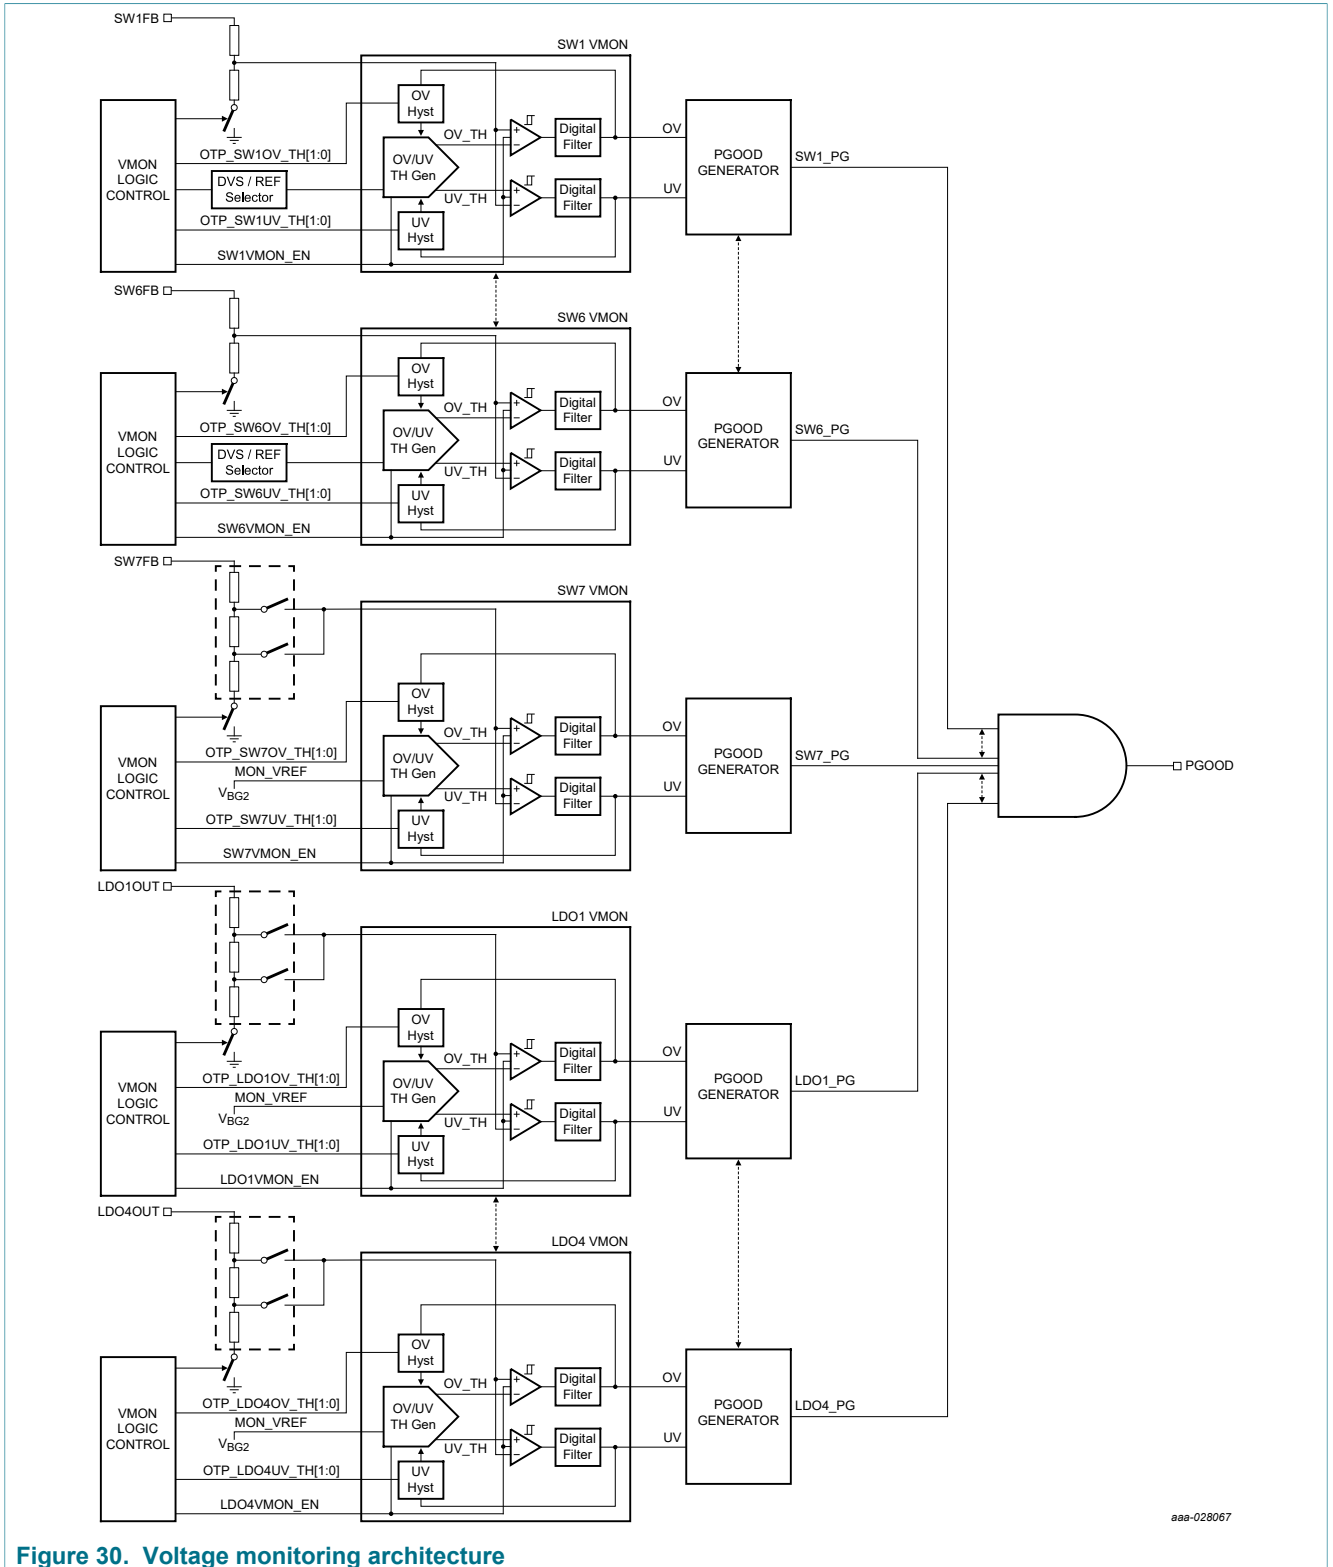 SW1FB
SW1 VMON
VMON
LOGIC
CONTROL
OTP_SW1OV_TH[1:0]
DVS / REF
Selector
OTP_SW1UV_TH[1:0]
SW1VMON_EN
OV
Hyst
OV/UV
TH Gen
UV
Hyst
OV_TH
UV_TH
+
−
+
−
Digital
Filter
Digital
Filter
OV
UV
PGOOD
GENERATOR
SW1_PG
SW6FB
SW6 VMON
VMON
LOGIC
CONTROL
OTP_SW6OV_TH[1:0]
DVS / REF
Selector
OTP_SW6UV_TH[1:0]
SW6VMON_EN
OV
Hyst
OV/UV
TH Gen
UV
Hyst
OV_TH
UV_TH
+
−
+
−
Digital
Filter
Digital
Filter
OV
UV
PGOOD
GENERATOR
SW6_PG
SW7FB
SW7 VMON
VMON
LOGIC
CONTROL
OTP_SW7OV_TH[1:0]
MON_VREF
VBG2
OTP_SW7UV_TH[1:0]
SW7VMON_EN
OV
Hyst
OV/UV
TH Gen
UV
Hyst
OV_TH
UV_TH
+
−
+
−
Digital
Filter
Digital
Filter
OV
UV
PGOOD
GENERATOR
SW7_PG
PGOOD
LDO1OUT
LDO1 VMON
VMON
LOGIC
CONTROL
OTP_LDO1OV_TH[1:0]
MON_VREF
VBG2
OTP_LDO1UV_TH[1:0]
LDO1VMON_EN
OV
Hyst
OV/UV
TH Gen
UV
Hyst
OV_TH
UV_TH
+
−
+
−
Digital
Filter
Digital
Filter
OV
UV
PGOOD
GENERATOR
LDO1_PG
LDO4OUT
LDO4 VMON
VMON
LOGIC
CONTROL
OTP_LDO4OV_TH[1:0]
MON_VREF
VBG2
OTP_LDO4UV_TH[1:0]
LDO4VMON_EN
OV
Hyst
OV/UV
TH Gen
UV
Hyst
OV_TH
UV_TH
+
−
+
−
Digital
Filter
Digital
Filter
OV
UV
PGOOD
GENERATOR
LDO4_PG
aaa-028067
Figure 30. Voltage monitoring architecture